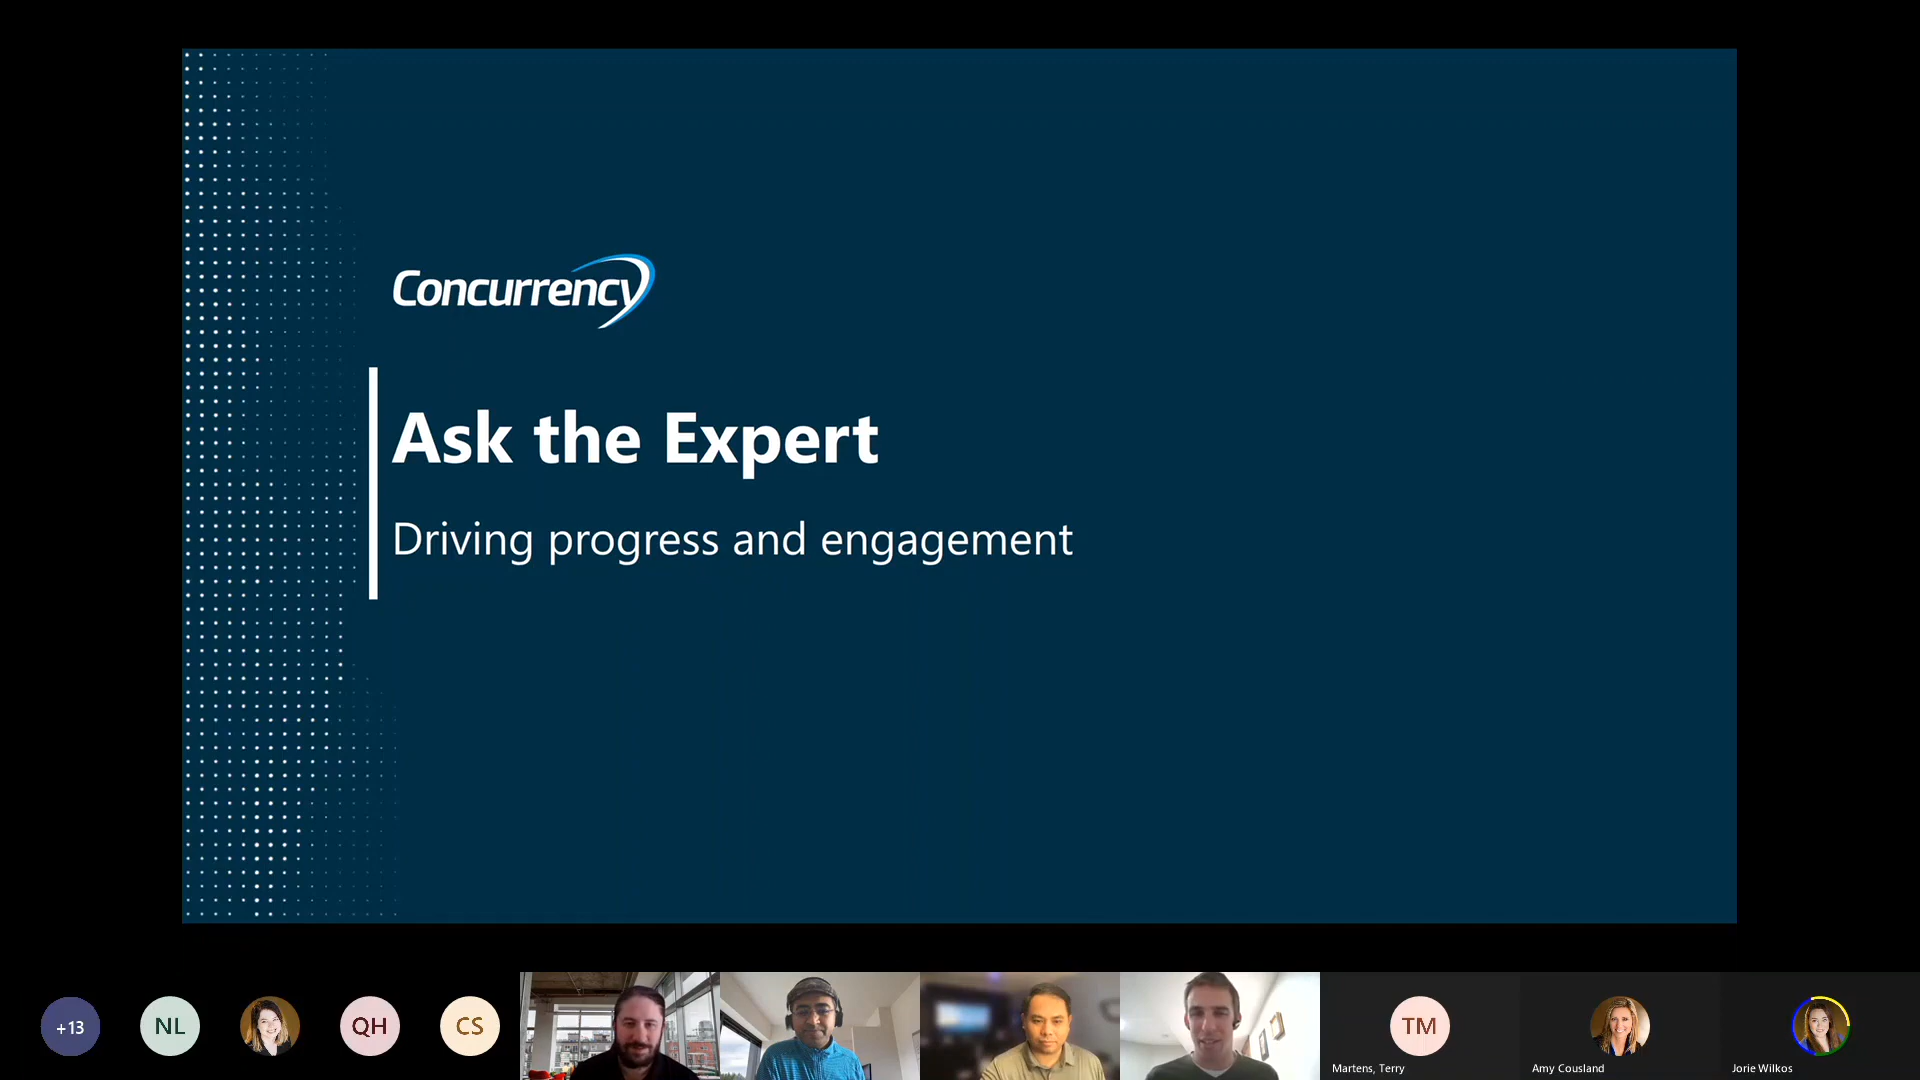 Concurrency
Ask the Expert
Driving progress and engagement
+13
NL
QH
CS
TM
Martens, Terry
Amy Cousland
Jorie Wilkos